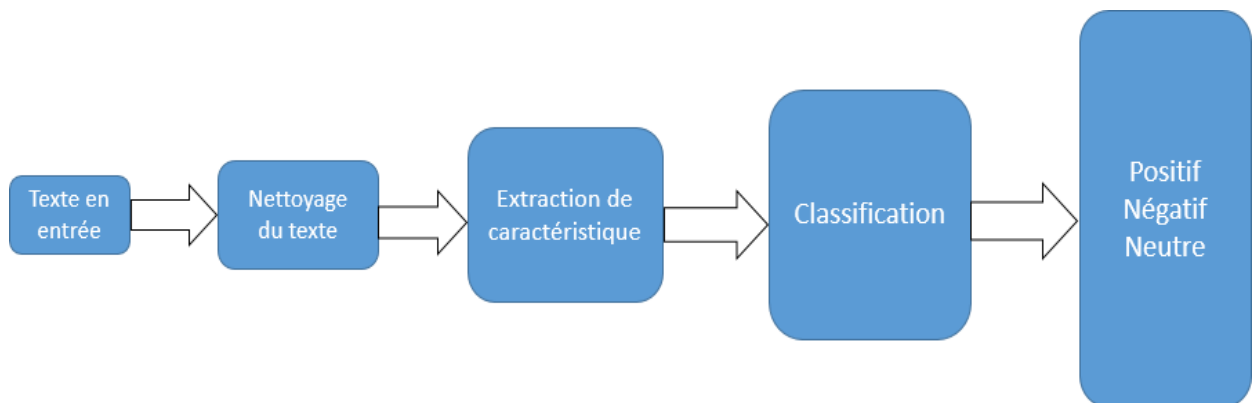 Texte en
entrée
Nettoyage
du texte
Extraction de
caractéristique
Classification
Positif
Négatif
Neutre